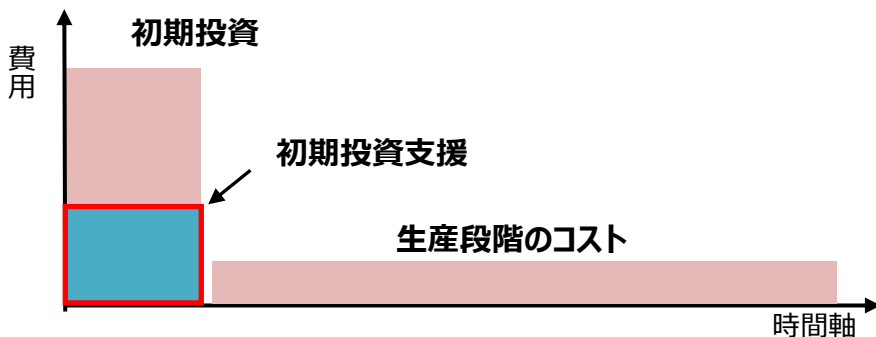 初期投資
費用
初期投資支援
生産段階のコスト
時間軸